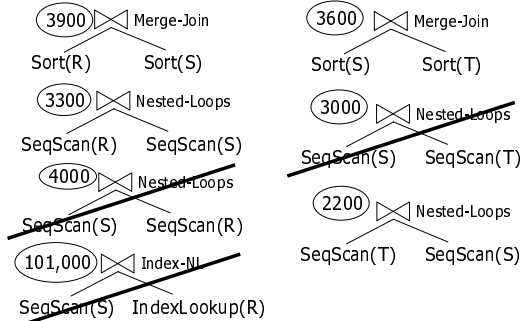 3900 Merge-Join
Sort(R) Sort(S)
3300 Nested-Loops
SeqScan(R) SeqScan(S)
4000 Nested-Loops
SeqScan(S) SeqScan(R)
101,000 Index-NL
SeqScan(S) IndexLookup(R)
3600 Merge-Join
Sort(S) Sort(T)
3000 Nested-Loops
SeqScan(S) SeqScan(T)
2200 Nested-Loops
SeqScan(T) SeqScan(S)